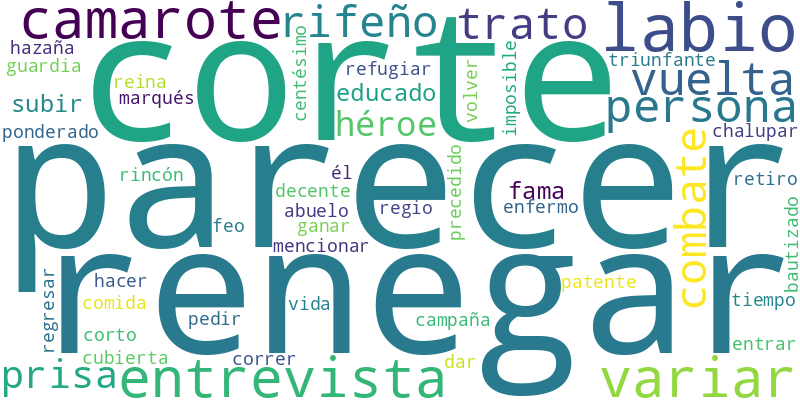 camarote
rifeño
trato
labio
corte
hazaña
guardia
reina
marqués
centésimo
refugiar
educado
volver
imposible
triunfante
vuelta
persona
subir
ponderado
héroe
chalupar
parecer
rincón
él
decente
abuelo
ganar
mencionar
feo
regio
precedido
fama
enfermo
combate
retiro
bautizado
renegar
regresar
hacer
comida
corto
cubierta
pedir
correr
vida
campaña
dar
patente
tiempo
entrar
prisa
entrevista
variar